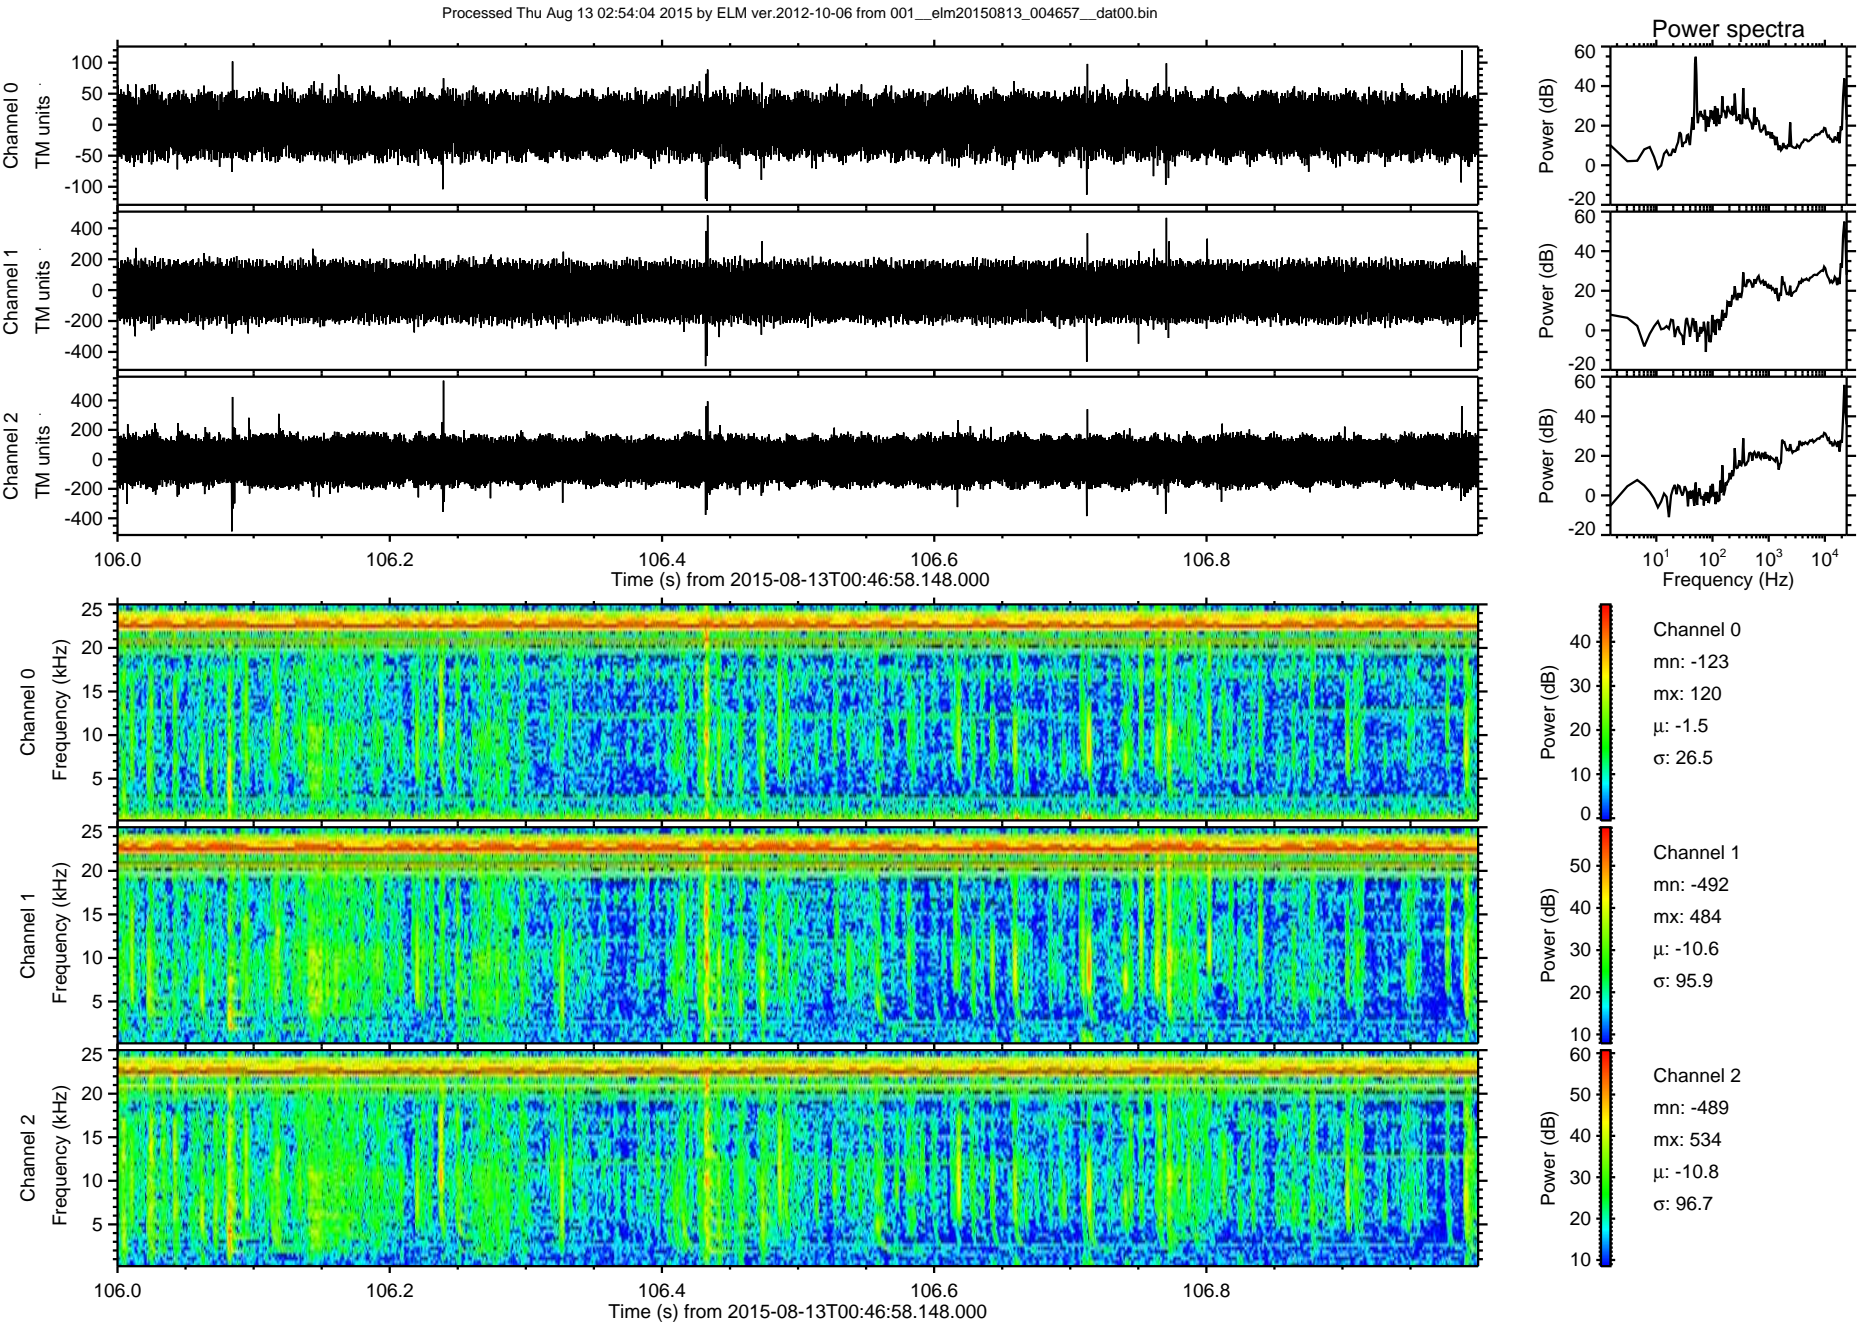 Processed Thu Aug 13 02:54:04 2015 by ELM ver.2012-10-06 from 001__elm20150813_004657__dat00.bin
Power spectra
Channel 0
TM units
100
50
0
-50
-100
Power (dB)
60
40
20
0
-20
Channel 1
TM units
400
200
0
-200
-400
Power (dB)
60
40
20
0
-20
Channel 2
TM units
400
200
0
-200
-400
Power (dB)
60
40
20
0
-20
106.0 106.2 106.4 106.6 106.8
Time (s) from 2015-08-13T00:46:58.148.000
10¹ 10² 10³ 10⁴
Frequency (Hz)
Channel 0
Frequency (kHz)
25
20
15
10
5
Power (dB)
40
30
20
10
0
Channel 0
mn: -123
mx: 120
μ: -1.5
σ: 26.5
Channel 1
Frequency (kHz)
25
20
15
10
5
Power (dB)
50
40
30
20
10
Channel 1
mn: -492
mx: 484
μ: -10.6
σ: 95.9
Channel 2
Frequency (kHz)
25
20
15
10
5
Power (dB)
60
50
40
30
20
10
Channel 2
mn: -489
mx: 534
μ: -10.8
σ: 96.7
106.0 106.2 106.4 106.6 106.8
Time (s) from 2015-08-13T00:46:58.148.000